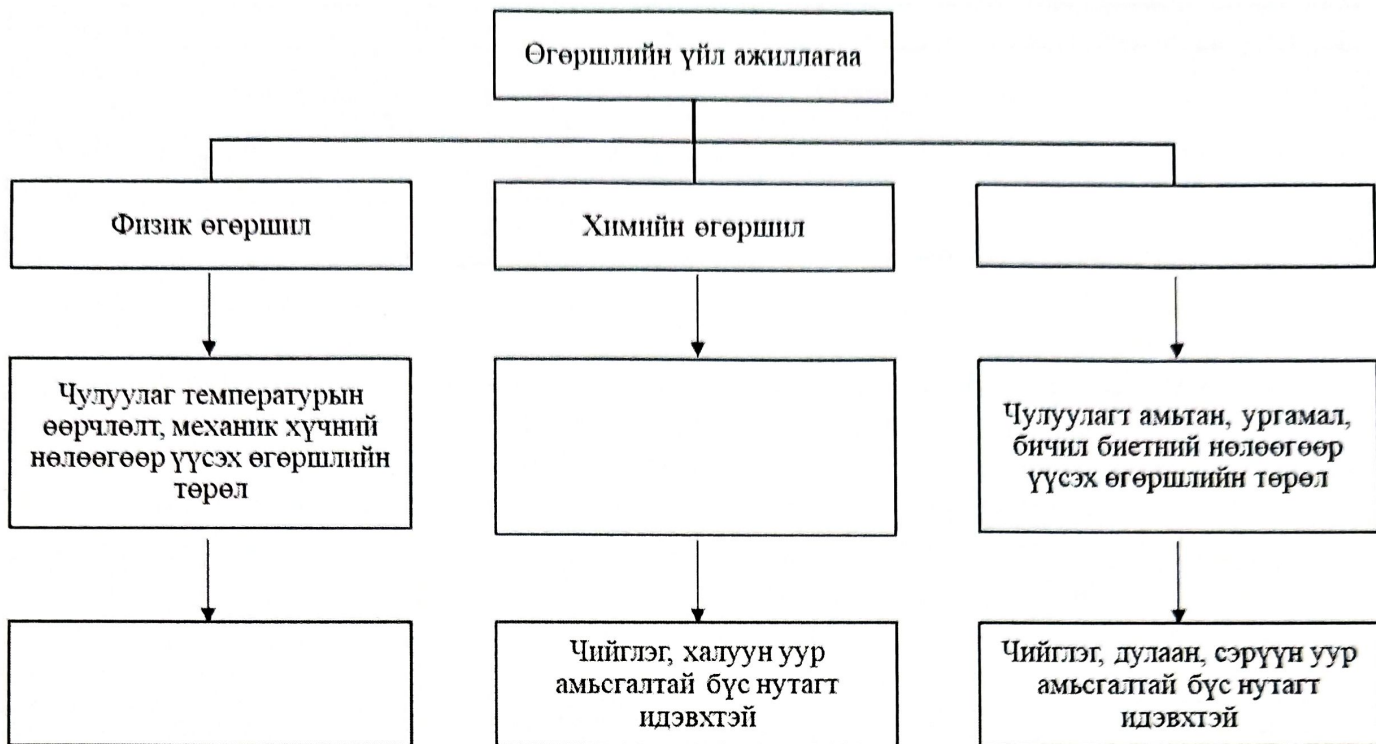 Өгөршлийн үйл ажиллагаа
Физик өгөршил
Химийн өгөршил
Чулуулаг температурын
өөрчлөлт, механик хүчний
нөлөөгөөр үүсэх өгөршлийн
төрөл
Чулуулагт амьтан, ургамал,
бичил биетний нөлөөгөөр
үүсэх өгөршлийн төрөл
Чийглэг, халуун уур
амьсгалтай бүс нутагт
идэвхтэй
Чийглэг, дулаан, сэрүүн уур
амьсгалтай бүс нутагт
идэвхтэй